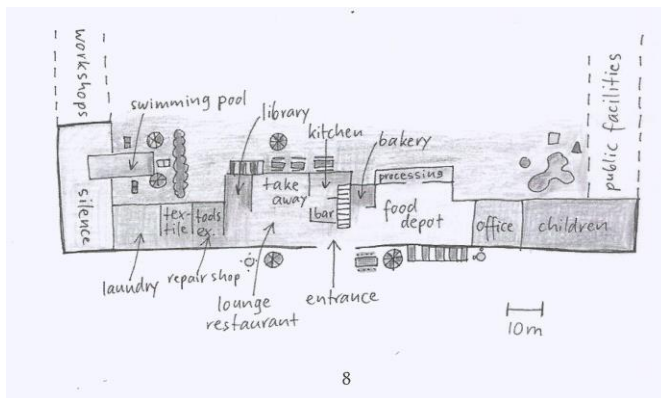 workshops
public facilities
swimming pool
library
kitchen
bakery
silence
take
away
processing
bar
food
depot
tex-
tile
tools
ex.
office
children
laundry
repair shop
lounge
restaurant
entrance
10 m
8